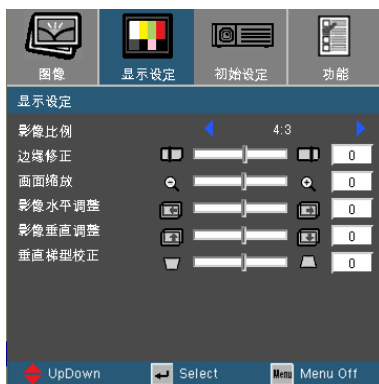 图像 显示设定 初始设定 功能
显示设定
影像比例 4:3
边缘修正 0
画面缩放 0
影像水平调整 0
影像垂直调整 0
垂直梯型校正 0
UpDown Select Menu Menu Off